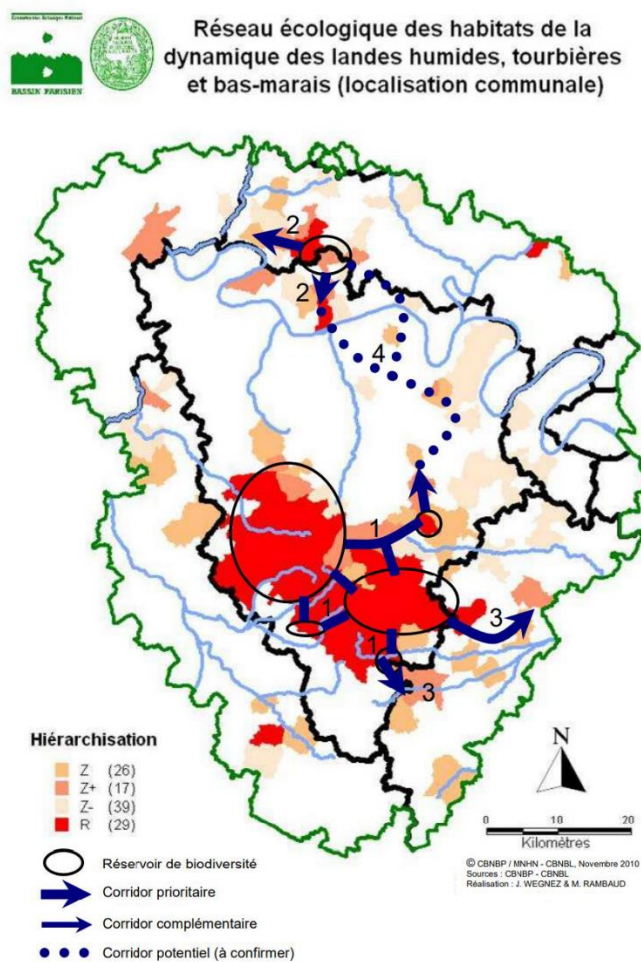 BASSIN PARISIEN
Réseau écologique des habitats de la
dynamique des landes humides, tourbières
et bas-marais (localisation communale)
2
2
4
1
1
3
1
3
Hiérarchisation
Z (26)
Z+ (17)
Z- (39)
R (29)
Réservoir de biodiversité
Corridor prioritaire
Corridor complémentaire
Corridor potentiel (à confirmer)
N
0 10 20
Kilomètres
© CBNBP / MNHN - CBNBL, Novembre 2010
Sources : CBNBP - CBNBL
Réalisation : J. WEGNEZ & M. RAMBAUD